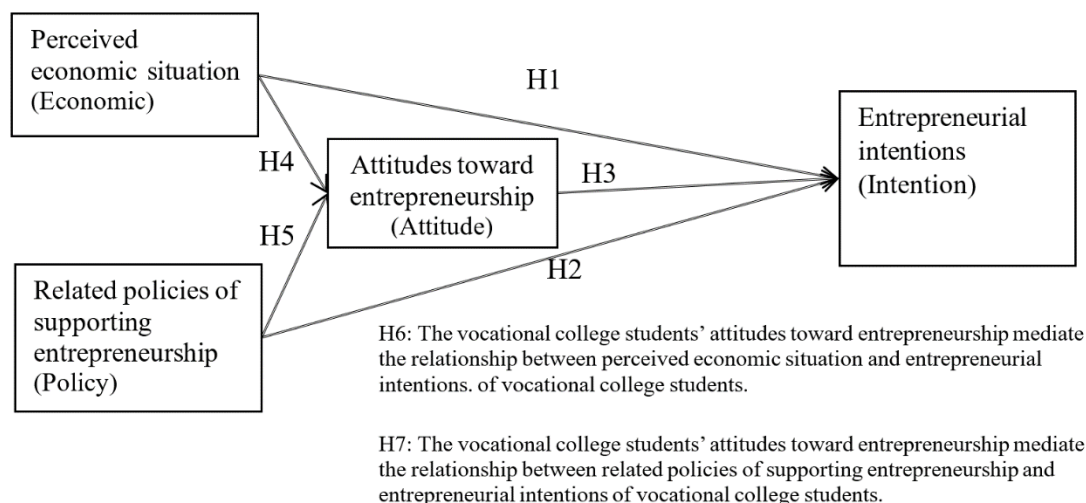 Perceived
economic situation
(Economic)
H1
Entrepreneurial
intentions
(Intention)
H4
Attitudes toward
entrepreneurship
(Attitude)
H3
H5
H2
Related policies of
supporting
entrepreneurship
(Policy)
H6: The vocational college students’ attitudes toward entrepreneurship mediate
the relationship between perceived economic situation and entrepreneurial
intentions. of vocational college students.
H7: The vocational college students’ attitudes toward entrepreneurship mediate
the relationship between related policies of supporting entrepreneurship and
entrepreneurial intentions of vocational college students.